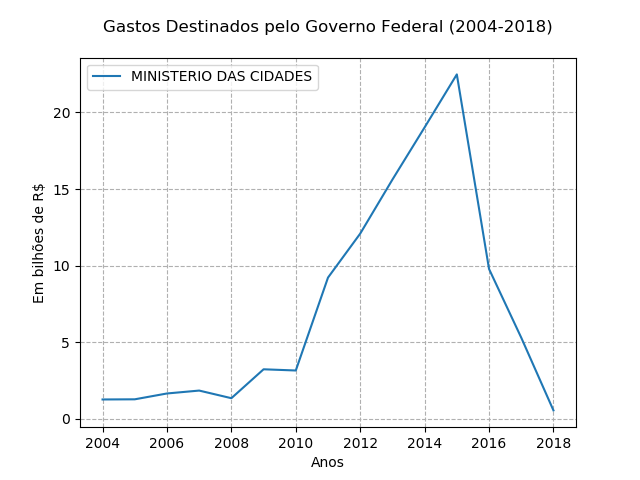 Gastos Destinados pelo Governo Federal (2004-2018)
MINISTERIO DAS CIDADES
Em bilhões de R$
20
15
10
5
0
2004 2006 2008 2010 2012 2014 2016 2018
Anos